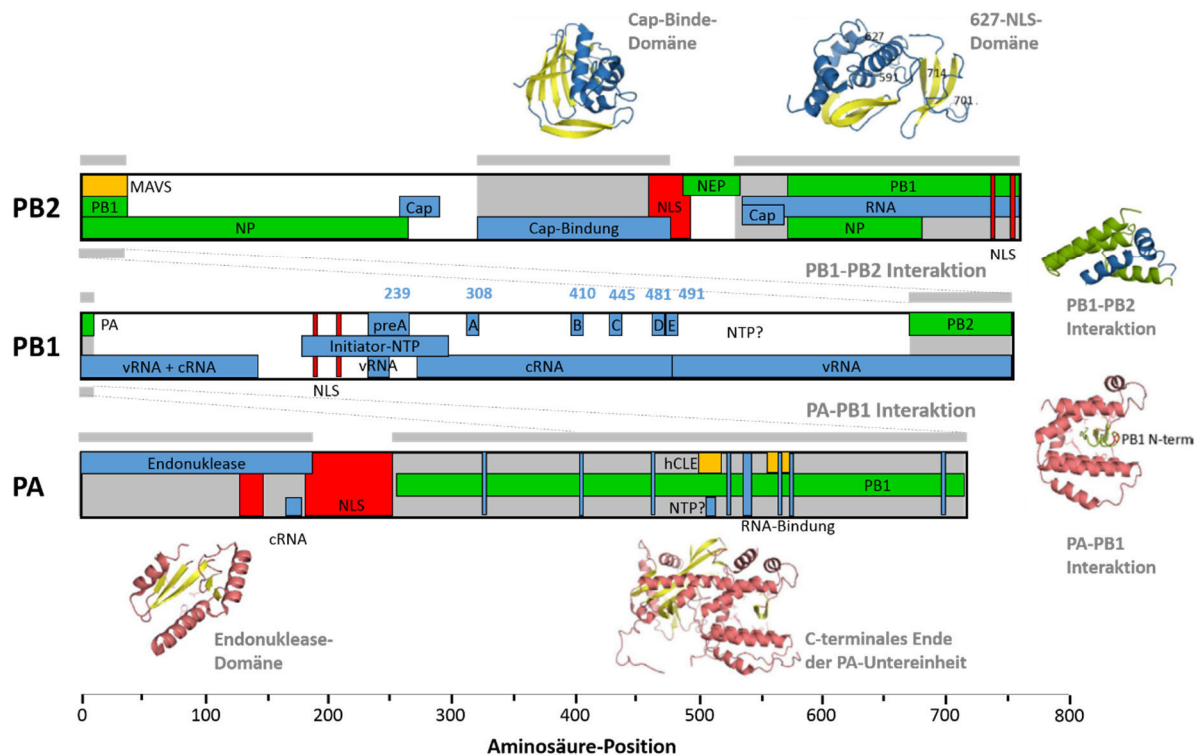 Cap-Binde-
Domäne
627-NLS-
Domäne
627
591
714
701.
PB2
MAVS
PB1
NP
Cap
Cap-Bindung
NLS
NEP
Cap
PB1
RNA
NP
NLS
PB1-PB2 Interaktion
PB1-PB2
Interaktion
239 308 410 445 481 491
PB1
PA
preA
A
B
C
D
E
NTP?
PB2
Initiator-NTP
vRNA + cRNA
vRNA
cRNA
vRNA
NLS
PA-PB1 Interaktion
PB1 N-term
PA-PB1
Interaktion
PA
Endonuklease
hCLE
NLS
PB1
NTP?
cRNA
RNA-Bindung
Endonuklease-
Domäne
C-terminales Ende
der PA-Untereinheit
0 100 200 300 400 500 600 700 800
Aminosäure-Position